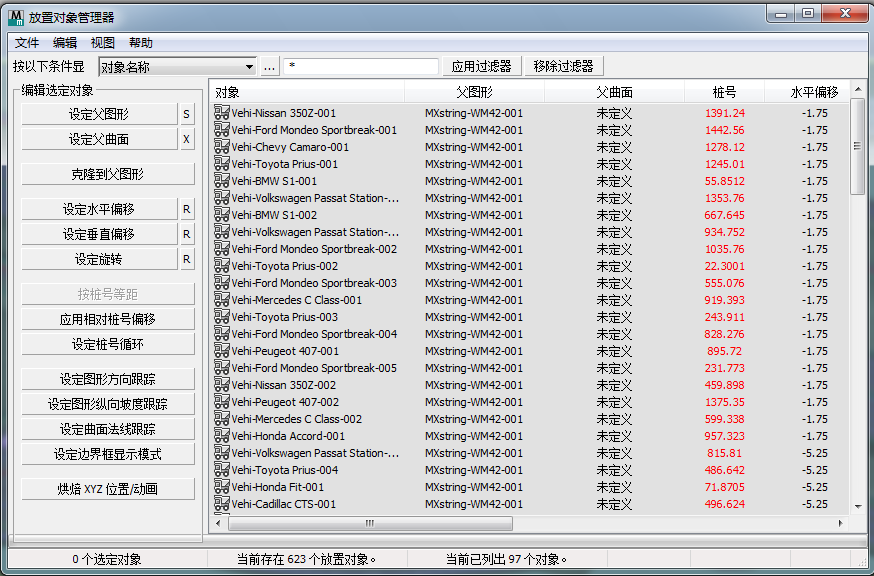 放置对象管理器
文件 编辑 视图 帮助
按以下条件显 对象名称 ... * 应用过滤器 移除过滤器
编辑选定对象
设定父图形 S
设定父曲面 X
克隆到父图形
设定水平偏移 R
设定垂直偏移 R
设定旋转 R
按桩号等距
应用相对桩号偏移
设定桩号循环
设定图形方向跟踪
设定图形纵向坡度跟踪
设定曲面法线跟踪
设定边界框显示模式
烘焙 XYZ 位置/动画
对象 父图形 父曲面 桩号 水平偏移
Vehi-Nissan 350Z-001 MXstring-WM42-001 未定义 1391.24 -1.75
Vehi-Ford Mondeo Sportbreak-001 MXstring-WM42-001 未定义 1442.56 -1.75
Vehi-Chevy Camaro-001 MXstring-WM42-001 未定义 1278.12 -1.75
Vehi-Toyota Prius-001 MXstring-WM42-001 未定义 1245.01 -1.75
Vehi-BMW S1-001 MXstring-WM42-001 未定义 55.8512 -1.75
Vehi-Volkswagen Passat Station-... MXstring-WM42-001 未定义 1353.76 -1.75
Vehi-BMW S1-002 MXstring-WM42-001 未定义 667.645 -1.75
Vehi-Volkswagen Passat Station-... MXstring-WM42-001 未定义 934.752 -1.75
Vehi-Ford Mondeo Sportbreak-002 MXstring-WM42-001 未定义 1035.76 -1.75
Vehi-Toyota Prius-002 MXstring-WM42-001 未定义 22.3001 -1.75
Vehi-Ford Mondeo Sportbreak-003 MXstring-WM42-001 未定义 555.076 -1.75
Vehi-Mercedes C Class-001 MXstring-WM42-001 未定义 919.393 -1.75
Vehi-Toyota Prius-003 MXstring-WM42-001 未定义 243.911 -1.75
Vehi-Ford Mondeo Sportbreak-004 MXstring-WM42-001 未定义 828.276 -1.75
Vehi-Peugeot 407-001 MXstring-WM42-001 未定义 895.72 -1.75
Vehi-Ford Mondeo Sportbreak-005 MXstring-WM42-001 未定义 231.773 -1.75
Vehi-Nissan 350Z-002 MXstring-WM42-001 未定义 459.898 -1.75
Vehi-Peugeot 407-002 MXstring-WM42-001 未定义 1375.35 -1.75
Vehi-Mercedes C Class-002 MXstring-WM42-001 未定义 599.338 -1.75
Vehi-Honda Accord-001 MXstring-WM42-001 未定义 957.323 -1.75
Vehi-Volkswagen Passat Station-... MXstring-WM42-001 未定义 815.81 -5.25
Vehi-Toyota Prius-004 MXstring-WM42-001 未定义 486.642 -5.25
Vehi-Honda Fit-001 MXstring-WM42-001 未定义 71.8705 -5.25
Vehi-Cadillac CTS-001 MXstring-WM42-001 未定义 496.624 -5.25
0 个选定对象 当前存在 623 个放置对象。 当前已列出 97 个对象。